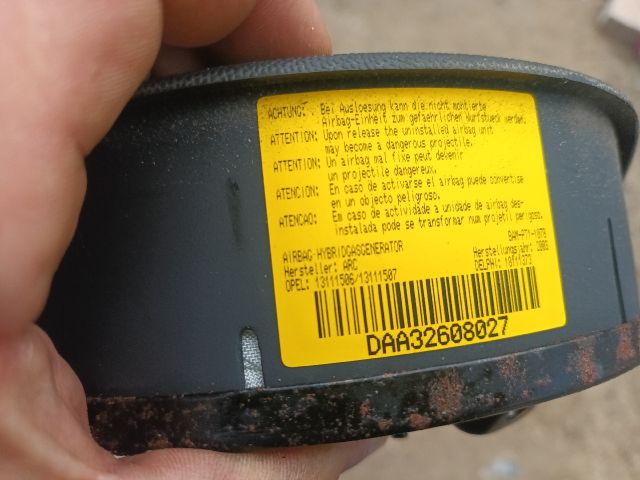 ACHTUNG: Bei Ausloesung kann die nicht montierte
Airbag-Einheit zum gefaehrlichen Wurfstueck werden.
ATTENTION: Upon release the uninstalled airbag unit
may become a dangerous projectile.
ATTENTION: Un airbag mal fixe peut devenir
un projectile dangereux.
ATENCION: En caso de activarse el airbag puede convertise
en un objecto peligroso.
ATENCAO: Em caso de actividade a unidade de airbag des-
instalada pode se transformar num projetil perigoso.
AIRBAG HYBRIDGASGENERATOR
Hersteller: ARC
Herstellungsjahr: 2003
OPEL: 13111506/13111507
DELPHI:
DAA32608027